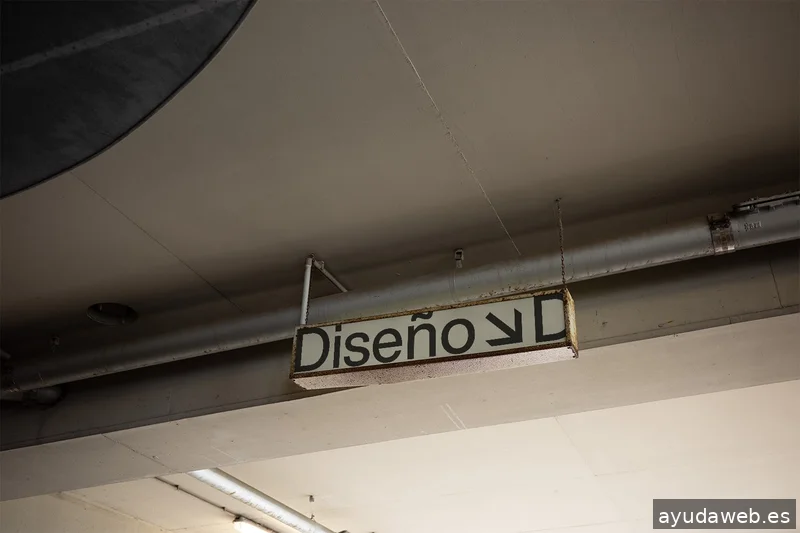 Diseño ↘ D
ayudaweb.es